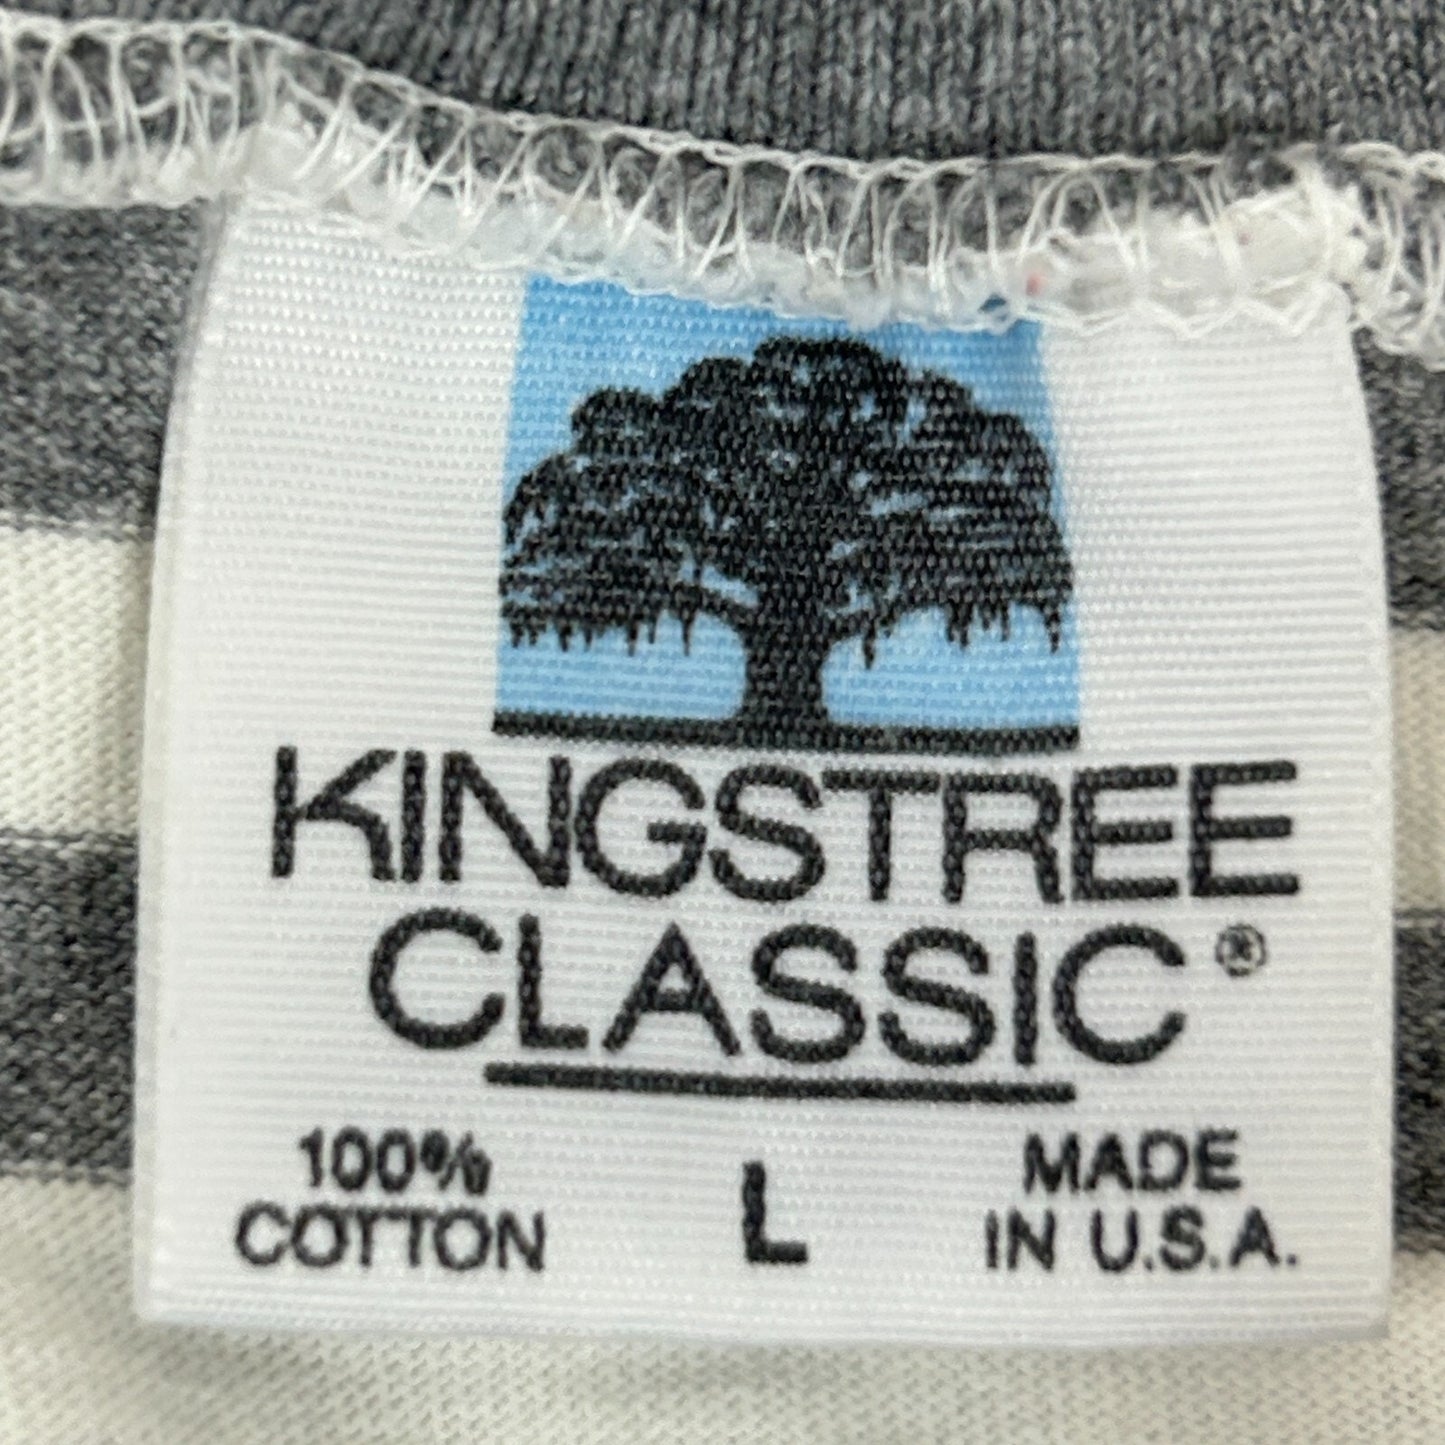 KINGSTREE
CLASSIC®
100%
COTTON
L
MADE
IN U.S.A.